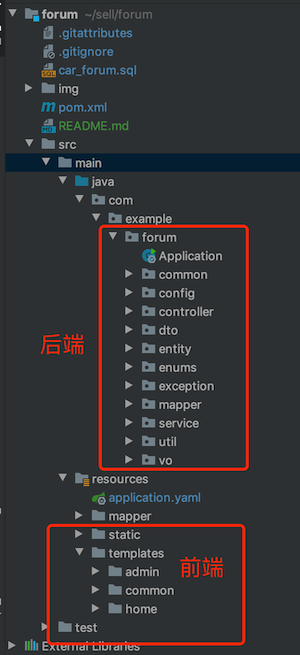 forum ~/sell/forum
.gitattributes
.gitignore
car_forum.sql
img
pom.xml
README.md
src
main
java
com
example
forum
Application
common
config
controller
dto
entity
enums
exception
mapper
service
util
vo
后端
resources
application.yaml
mapper
static
templates
admin
common
home
前端
test
External Libraries